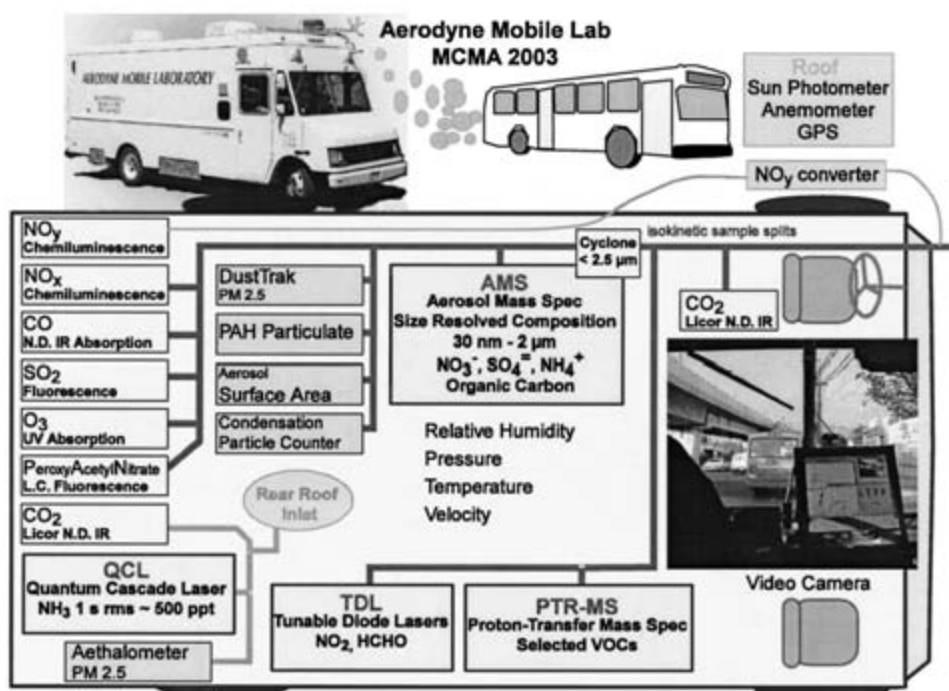 Aerodyne Mobile Lab
MCMA 2003
AERODYNE MOBILE LABORATORY
Roof
Sun Photometer
Anemometer
GPS
NOy converter
isokinetic sample splits
NOy
Chemiluminescence
NOx
Chemiluminescence
CO
N.D. IR Absorption
SO2
Fluorescence
O3
UV Absorption
PeroxyAcetylNitrate
L.C. Fluorescence
CO2
Licor N.D. IR
QCL
Quantum Cascade Laser
NH3 1 s rms ~ 500 ppt
Aethalometer
PM 2.5
DustTrak
PM 2.5
PAH Particulate
Aerosol
Surface Area
Condensation
Particle Counter
Rear Roof
Inlet
Cyclone
< 2.5 µm
AMS
Aerosol Mass Spec
Size Resolved Composition
30 nm - 2 µm
NO3-, SO4=, NH4+
Organic Carbon
Relative Humidity
Pressure
Temperature
Velocity
TDL
Tunable Diode Lasers
NO2, HCHO
PTR-MS
Proton-Transfer Mass Spec
Selected VOCs
CO2
Licor N.D. IR
Video Camera